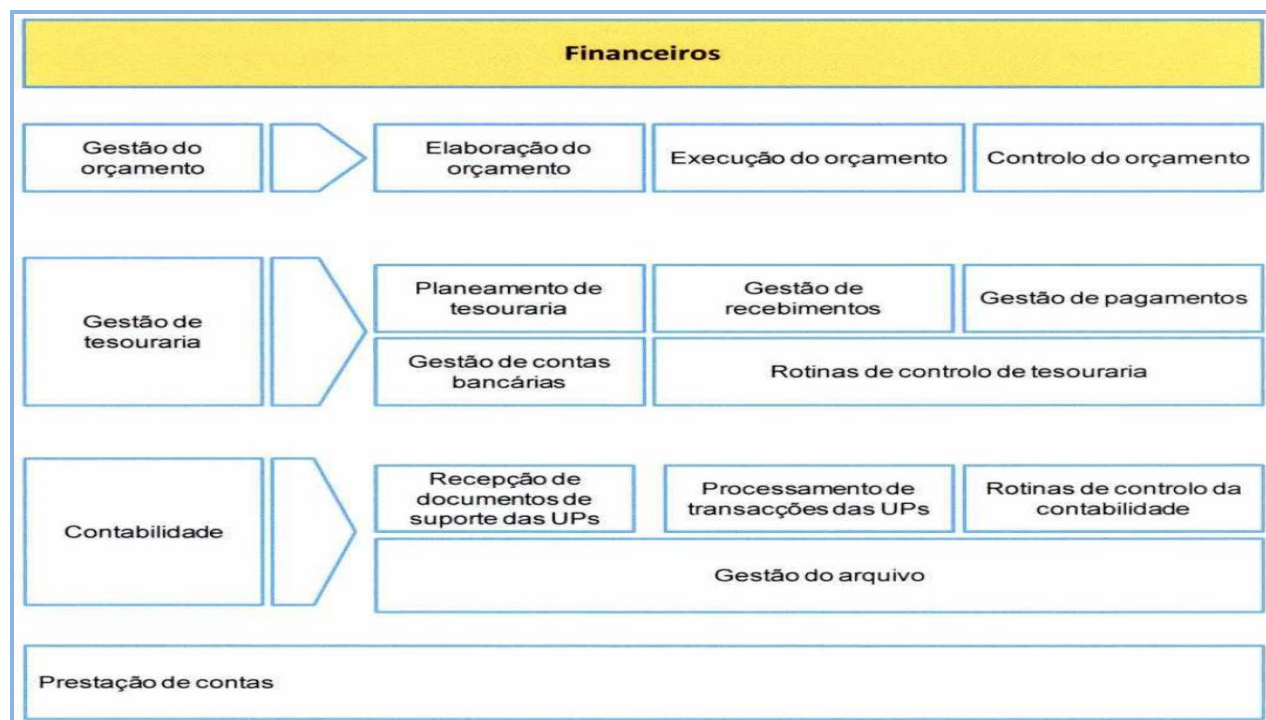 Financeiros
Gestão do
orçamento
Elaboração do
orçamento
Execução do orçamento
Controlo do orçamento
Gestão de
tesouraria
Planeamento de
tesouraria
Gestão de
recebimentos
Gestão de pagamentos
Gestão de contas
bancárias
Rotinas de controlo de tesouraria
Contabilidade
Recepção de
documentos de
suporte das UPs
Processamento de
transacções das UPs
Rotinas de controlo da
contabilidade
Gestão do arquivo
Prestação de contas